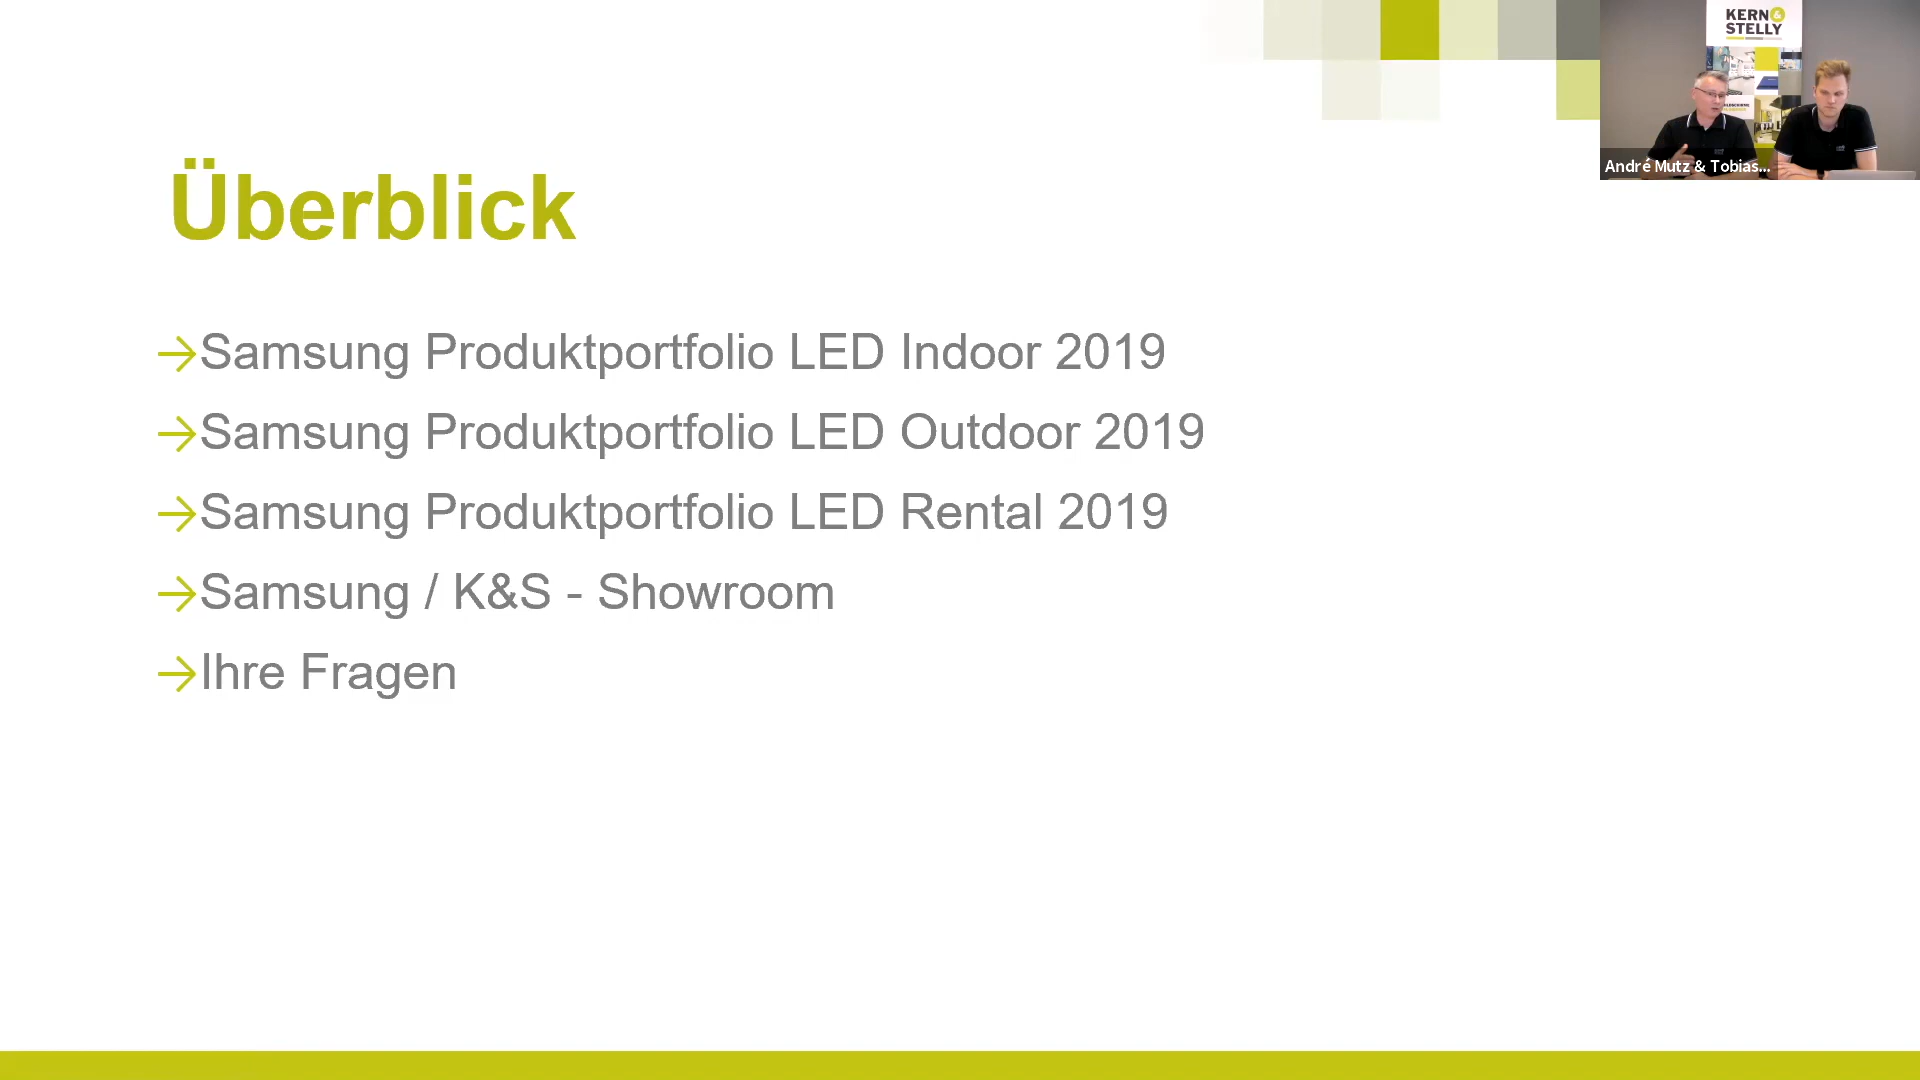 KERN &
STELLY
André Mutz & Tobias...
Überblick
→Samsung Produktportfolio LED Indoor 2019
→Samsung Produktportfolio LED Outdoor 2019
→Samsung Produktportfolio LED Rental 2019
→Samsung / K&S - Showroom
→Ihre Fragen